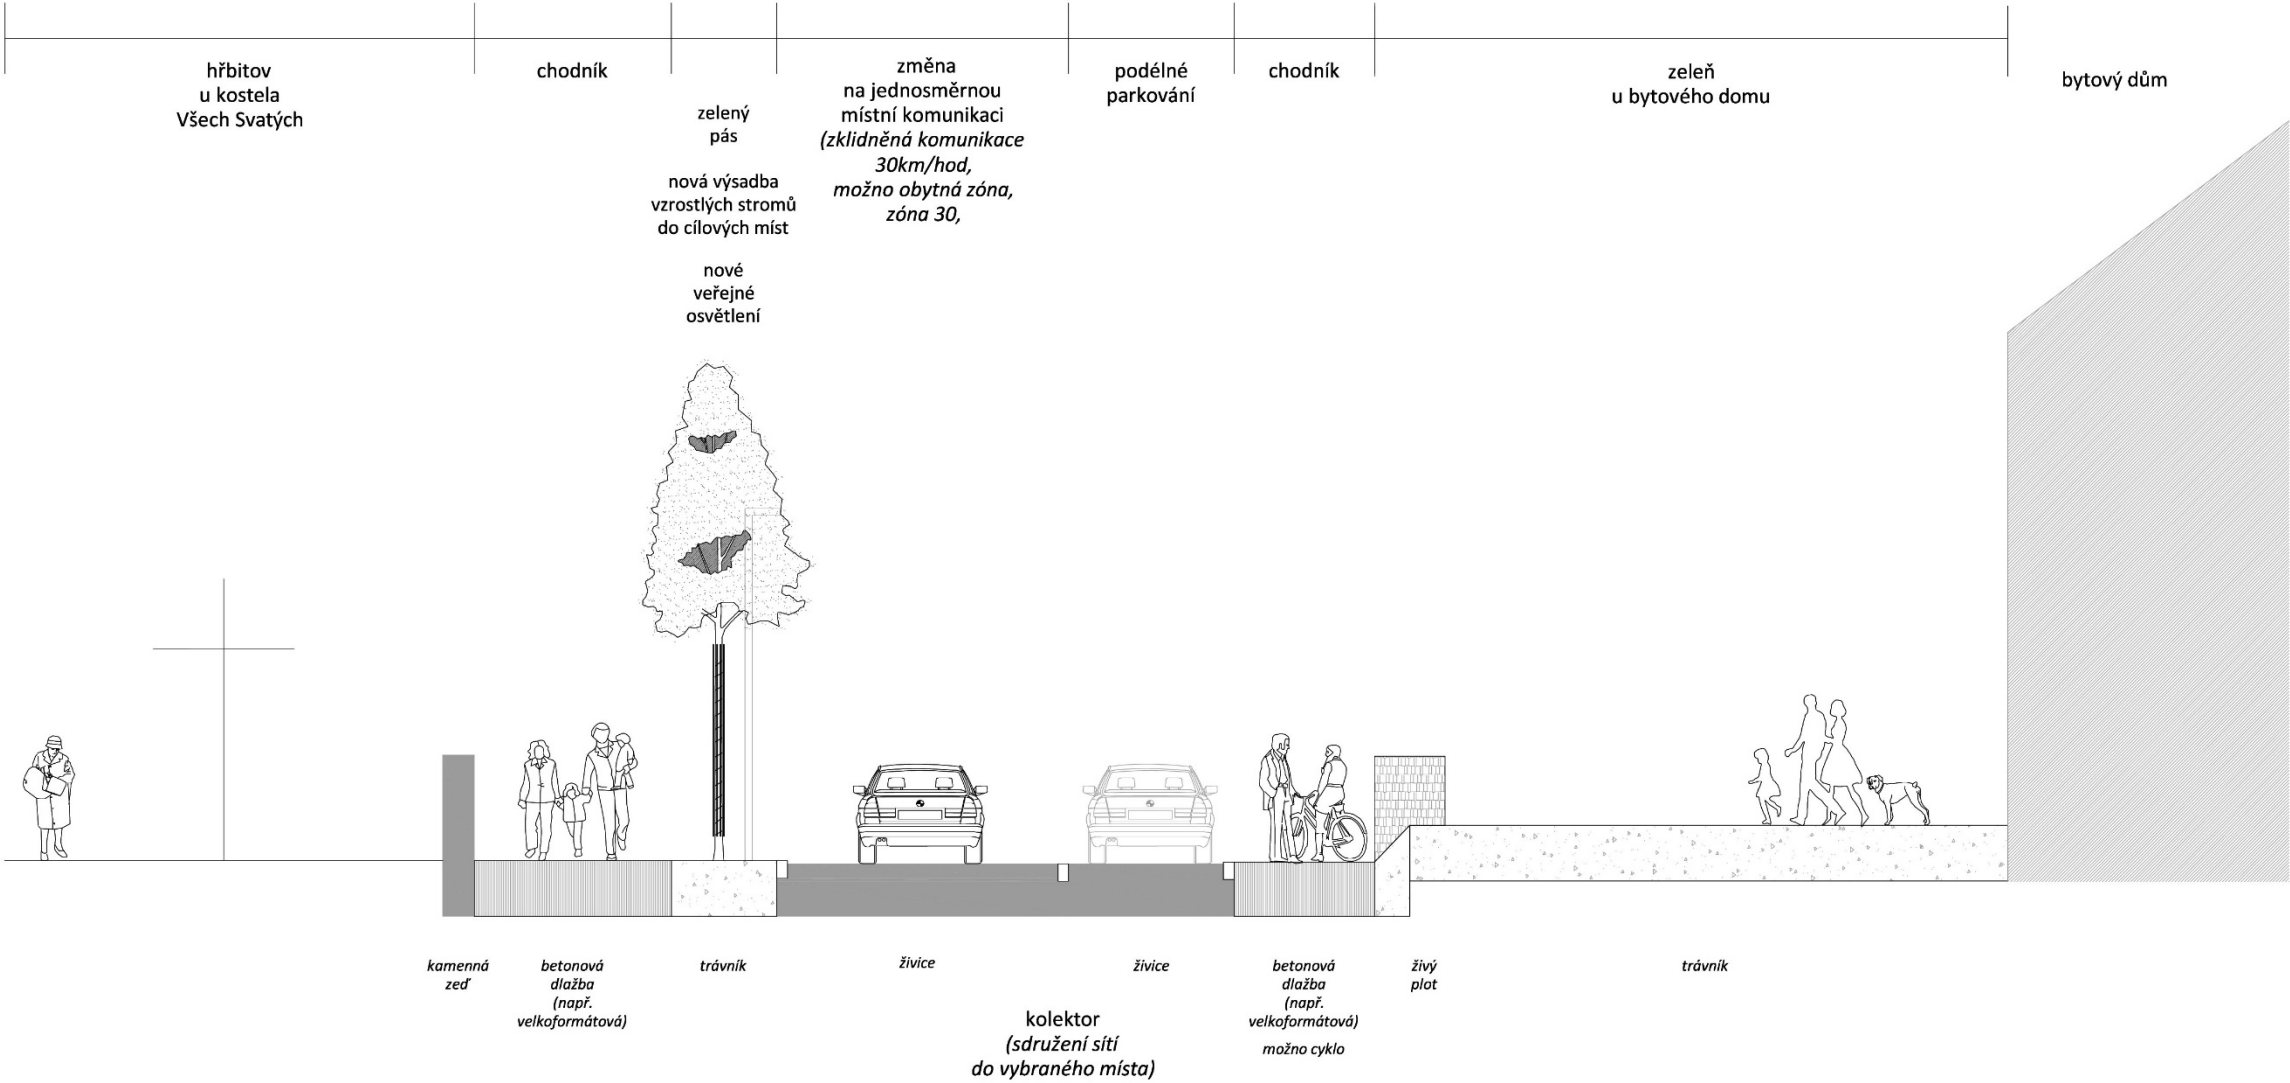 hřbitov
u kostela
Všech Svatých
chodník
zelený
pás
nová výsadba
vzrostlých stromů
do cílových míst
nové
veřejné
osvětlení
změna
na jednosměrnou
místní komunikaci
(zklidněná komunikace
30km/hod,
možno obytná zóna,
zóna 30,
podélné
parkování
chodník
zeleň
u bytového domu
bytový dům
kamenná
zeď
betonová
dlažba
(např.
velkoformátová)
trávník
živice
živice
betonová
dlažba
(např.
velkoformátová)
možno cyklo
živý
plot
trávník
kolektor
(sdružení sítí
do vybraného místa)